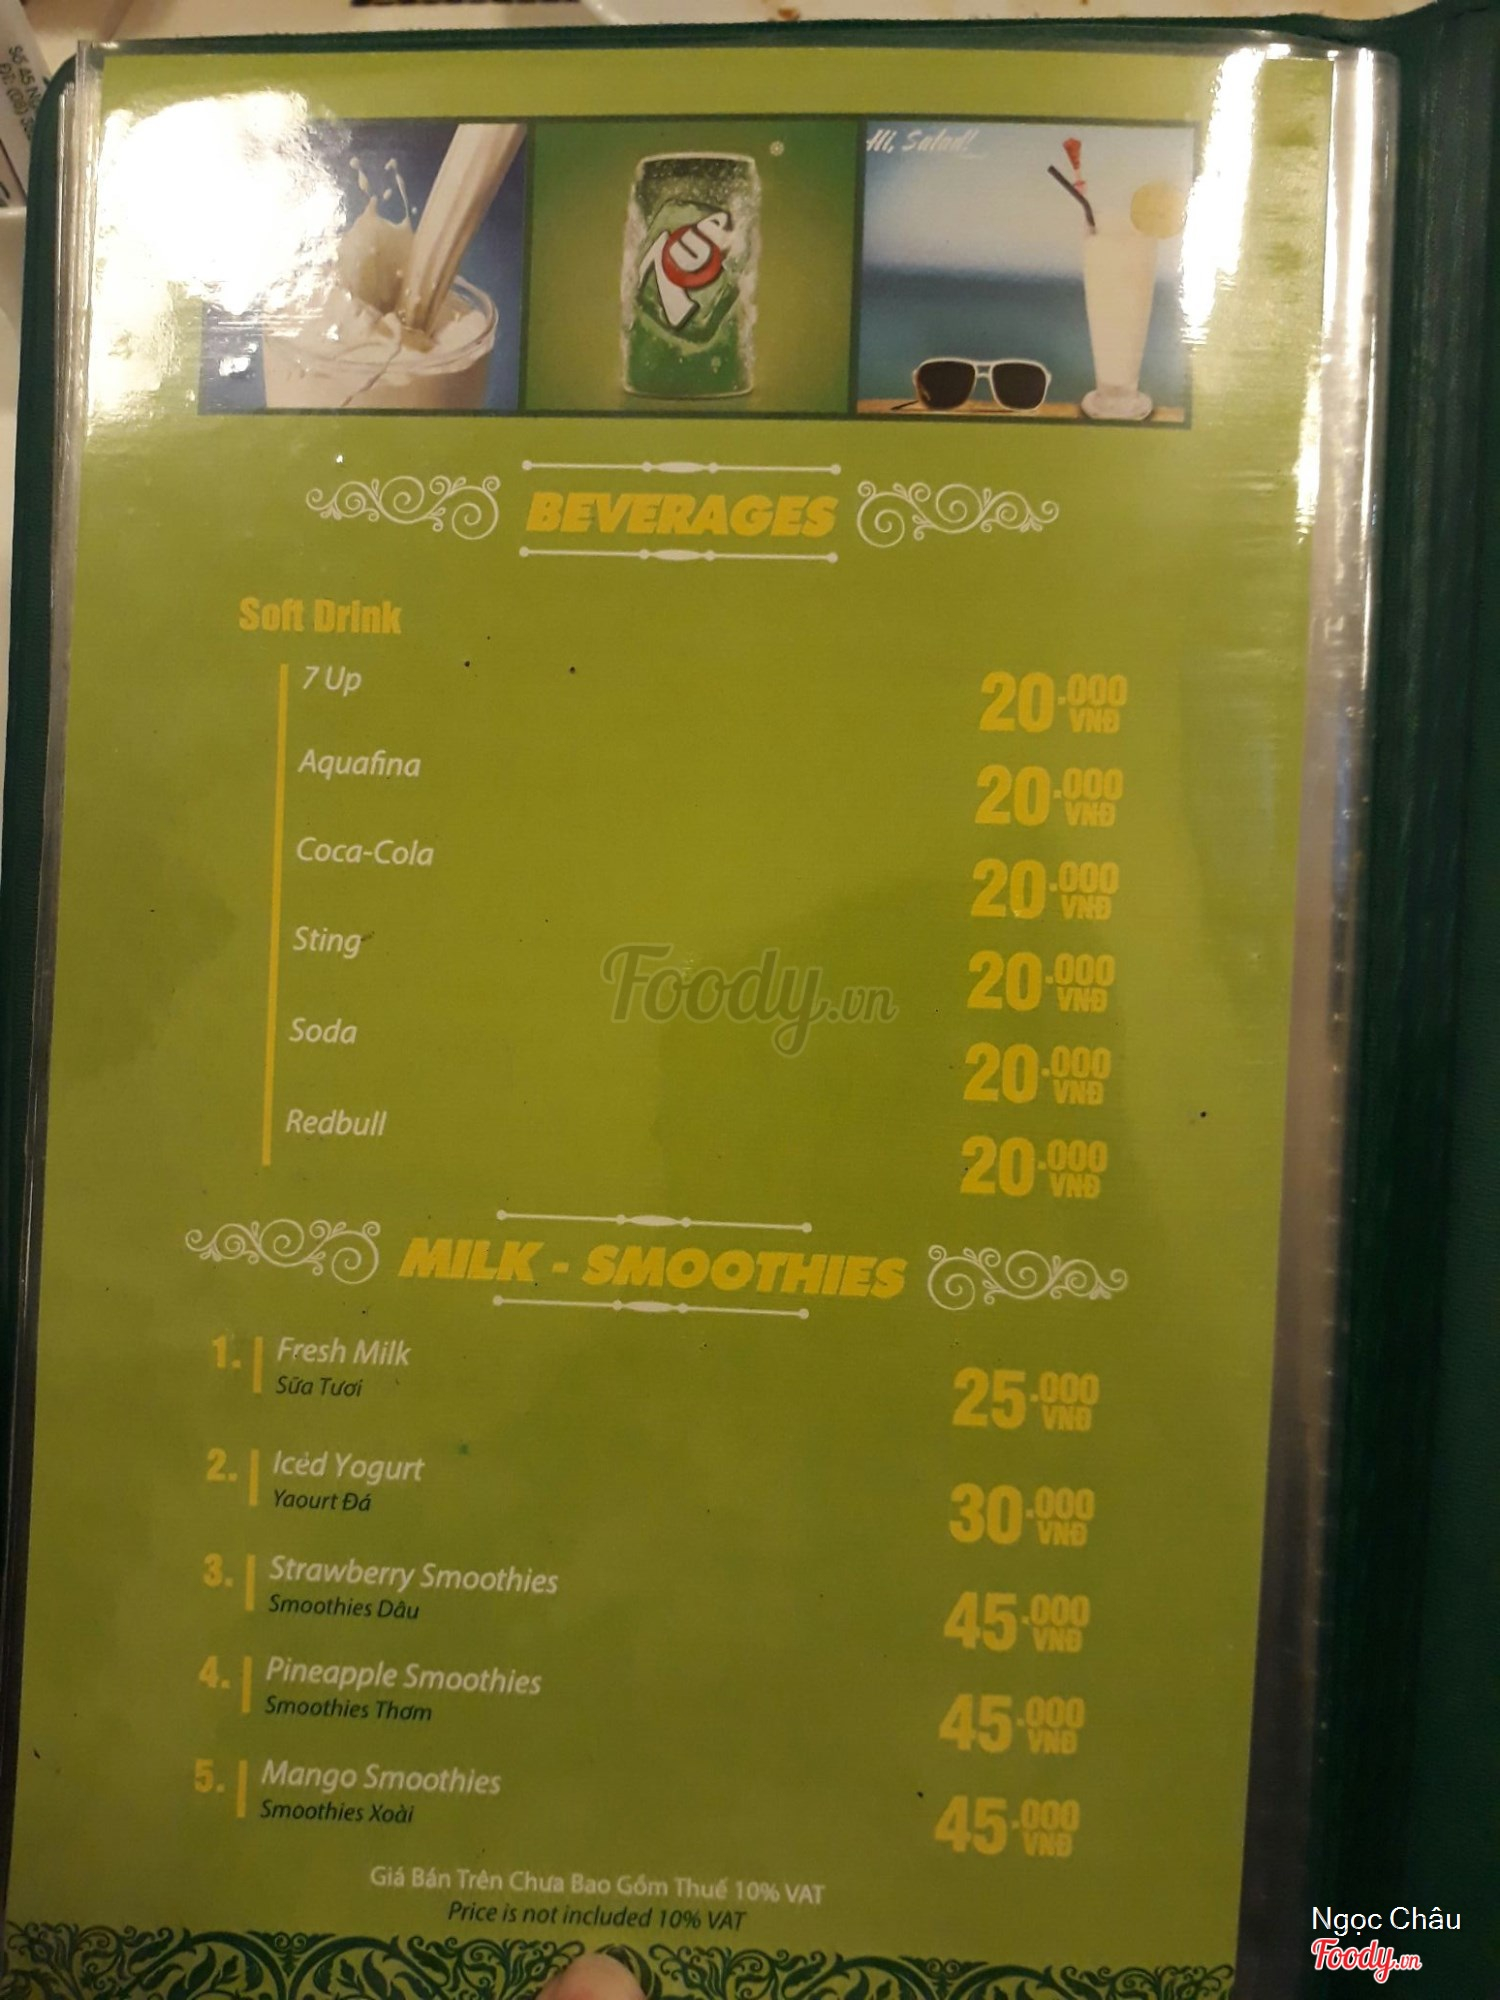 Số 45
Hi, Salad!
7UP
BEVERAGES
Soft Drink
7 Up 20.000 VNĐ
Aquafina 20.000 VNĐ
Coca-Cola 20.000 VNĐ
Sting 20.000 VNĐ
Soda 20.000 VNĐ
Redbull 20.000 VNĐ
Foody.vn
MILK - SMOOTHIES
1. Fresh Milk 25.000 VNĐ
Sữa Tươi
2. Iced Yogurt 30.000 VNĐ
Yaourt Đá
3. Strawberry Smoothies 45.000 VNĐ
Smoothies Dâu
4. Pineapple Smoothies 45.000 VNĐ
Smoothies Thơm
5. Mango Smoothies 45.000 VNĐ
Smoothies Xoài
Giá Bán Trên Chưa Bao Gồm Thuế 10% VAT
Price is not included 10% VAT
Ngọc Châu
Foody.vn